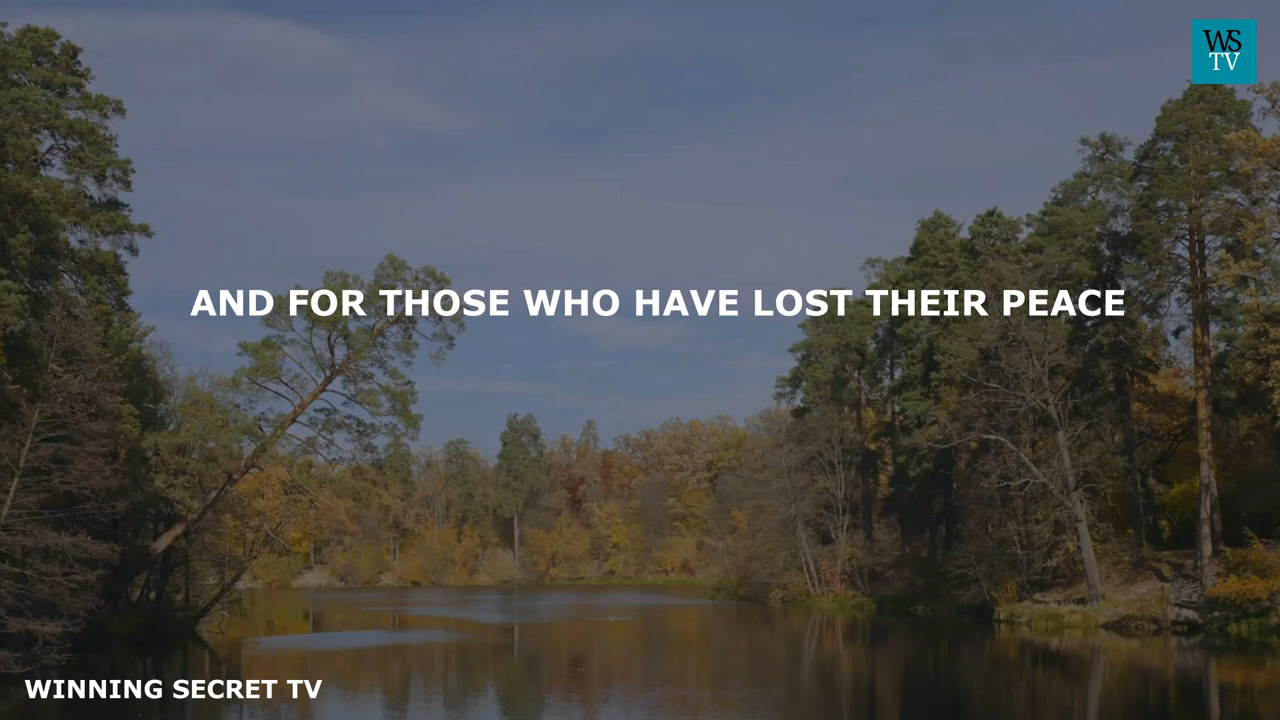 WS
TV
AND FOR THOSE WHO HAVE LOST THEIR PEACE
WINNING SECRET TV